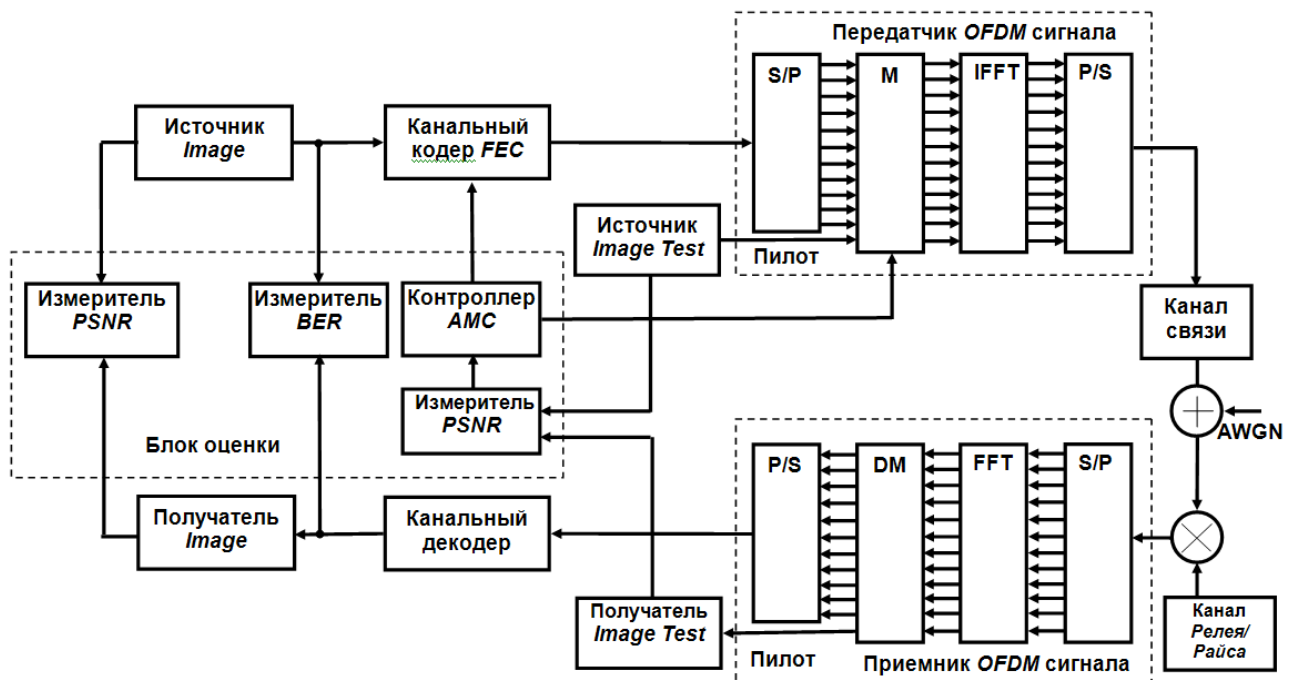 Передатчик OFDM сигнала
S/P
M
IFFT
P/S
Источник
Image
Канальный
кодер FEC
Источник
Image Test
Пилот
Измеритель
PSNR
Измеритель
BER
Контроллер
AMC
Канал
связи
Измеритель
PSNR
Блок оценки
AWGN
P/S
DM
FFT
S/P
Получатель
Image
Канальный
декодер
Получатель
Image Test
Пилот
Приемник OFDM сигнала
Канал
Релея/
Райса